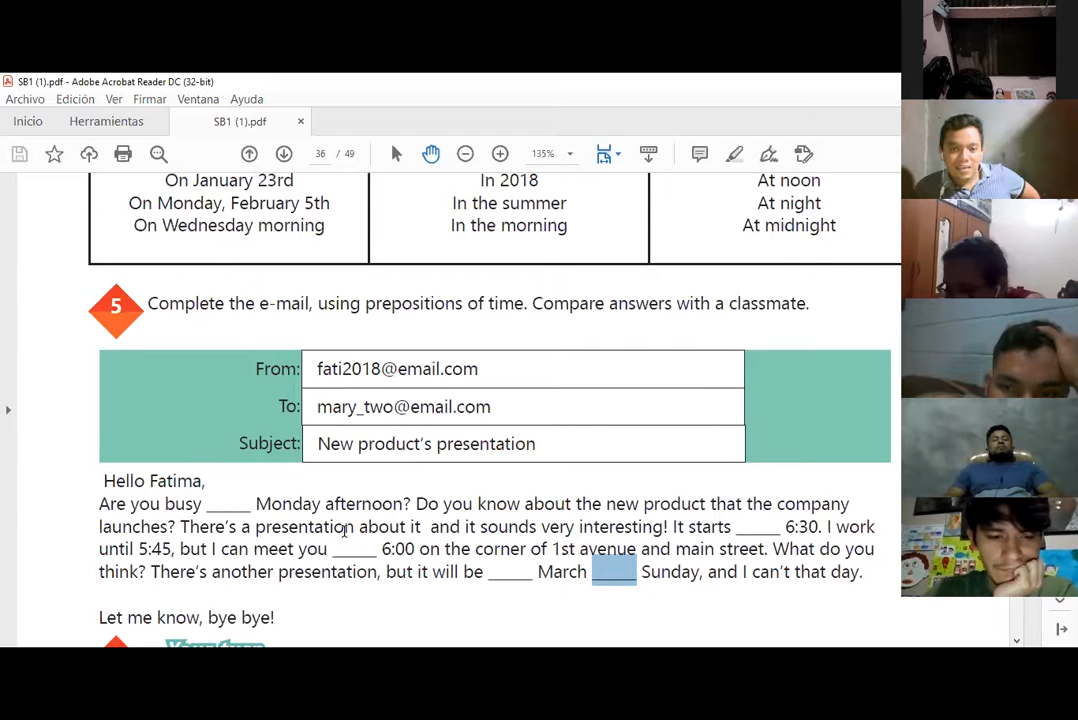 SB1 (1).pdf - Adobe Acrobat Reader DC (32-bit)
Archivo Edición Ver Firmar Ventana Ayuda
Inicio Herramientas SB1 (1).pdf ×
36 / 49 135%
On January 23rd In 2018 At noon
On Monday, February 5th In the summer At night
On Wednesday morning In the morning At midnight
5 Complete the e-mail, using prepositions of time. Compare answers with a classmate.
From: fati2018@email.com
To: mary_two@email.com
Subject: New product's presentation
Hello Fatima,
Are you busy _____ Monday afternoon? Do you know about the new product that the company
launches? There's a presentation about it and it sounds very interesting! It starts _____ 6:30. I work
until 5:45, but I can meet you _____ 6:00 on the corner of 1st avenue and main street. What do you
think? There's another presentation, but it will be _____ March _____ Sunday, and I can't that day.
Let me know, bye bye!